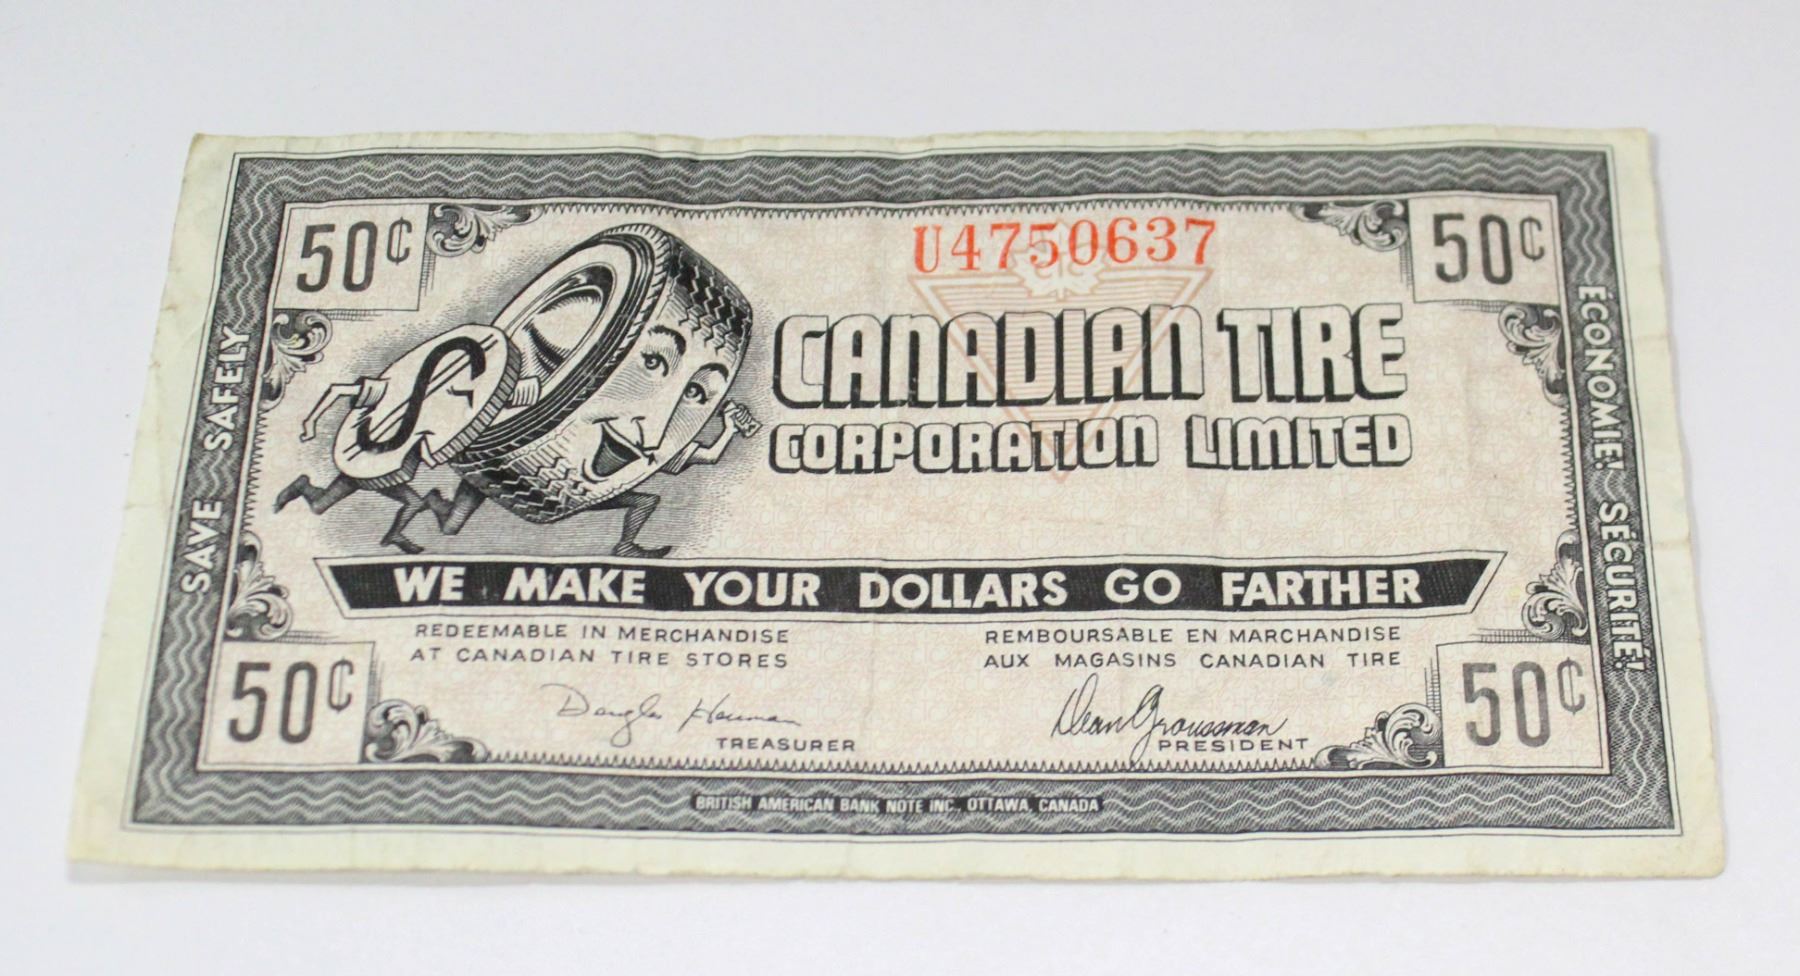 50¢
U4750637
50¢
$
CANADIAN TIRE
CORPORATION LIMITED
SAVE SAFELY
ÉCONOMIE! SÉCURITÉ!
WE MAKE YOUR DOLLARS GO FARTHER
REDEEMABLE IN MERCHANDISE
AT CANADIAN TIRE STORES
REMBOURSABLE EN MARCHANDISE
AUX MAGASINS CANADIAN TIRE
50¢
Dean Groussman
50¢
TREASURER
PRESIDENT
BRITISH AMERICAN BANK NOTE INC., OTTAWA, CANADA